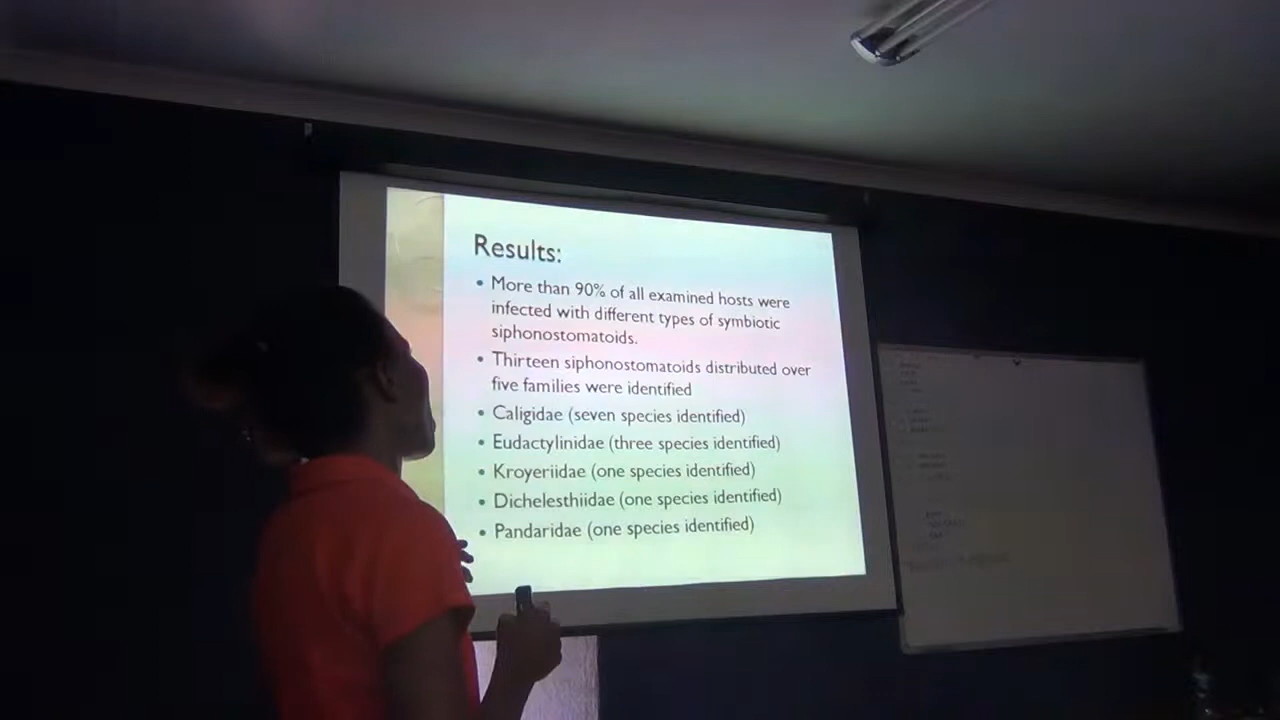 Results:
• More than 90% of all examined hosts were
infected with different types of symbiotic
siphonostomatoids.
• Thirteen siphonostomatoids distributed over
five families were identified
• Caligidae (seven species identified)
• Eudactylinidae (three species identified)
• Kroyeriidae (one species identified)
• Dichelesthiidae (one species identified)
• Pandaridae (one species identified)